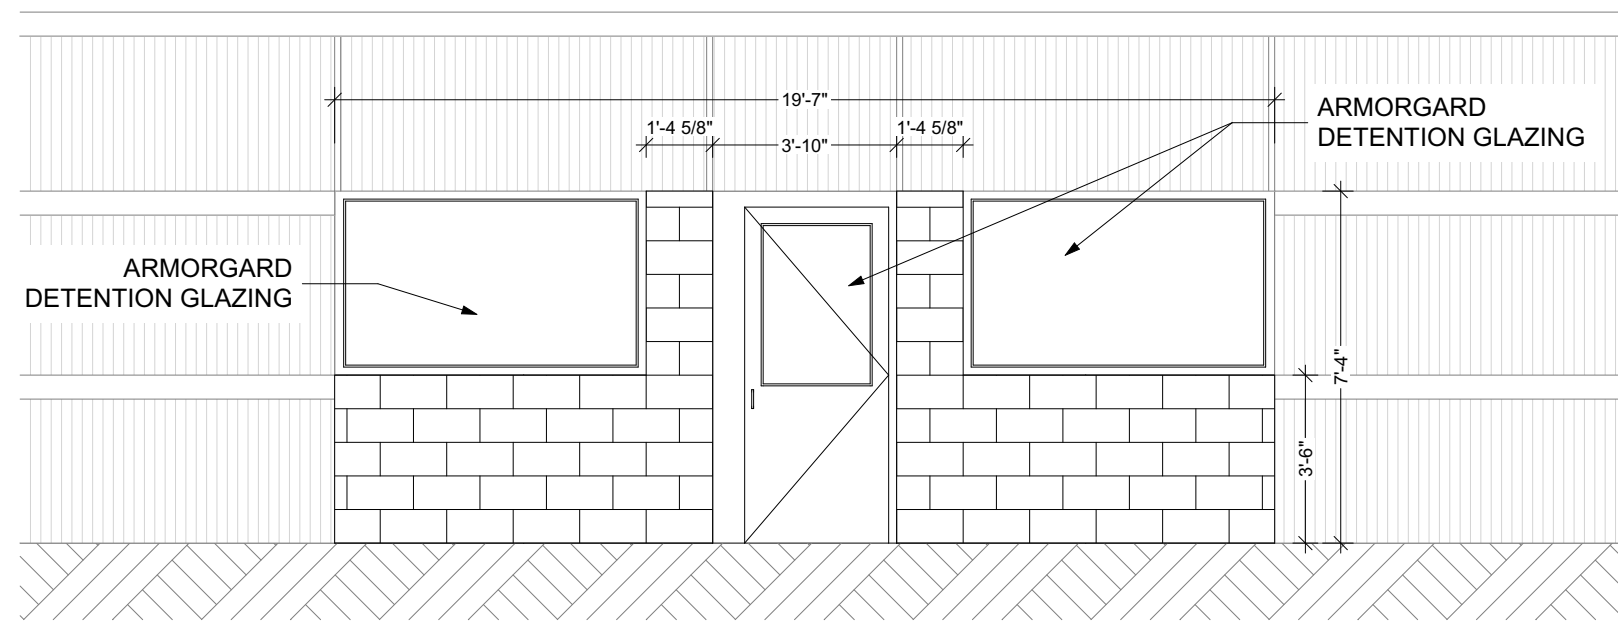 19'-7"
1'-4 5/8"
3'-10"
1'-4 5/8"
ARMORGARD
DETENTION GLAZING
ARMORGARD
DETENTION GLAZING
7'-4"
3'-6"